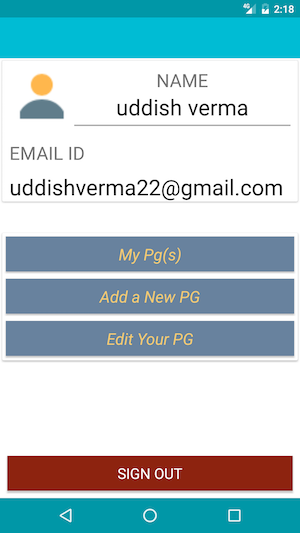 4G 2:18
NAME
uddish verma
EMAIL ID
uddishverma22@gmail.com
My Pg(s)
Add a New PG
Edit Your PG
SIGN OUT